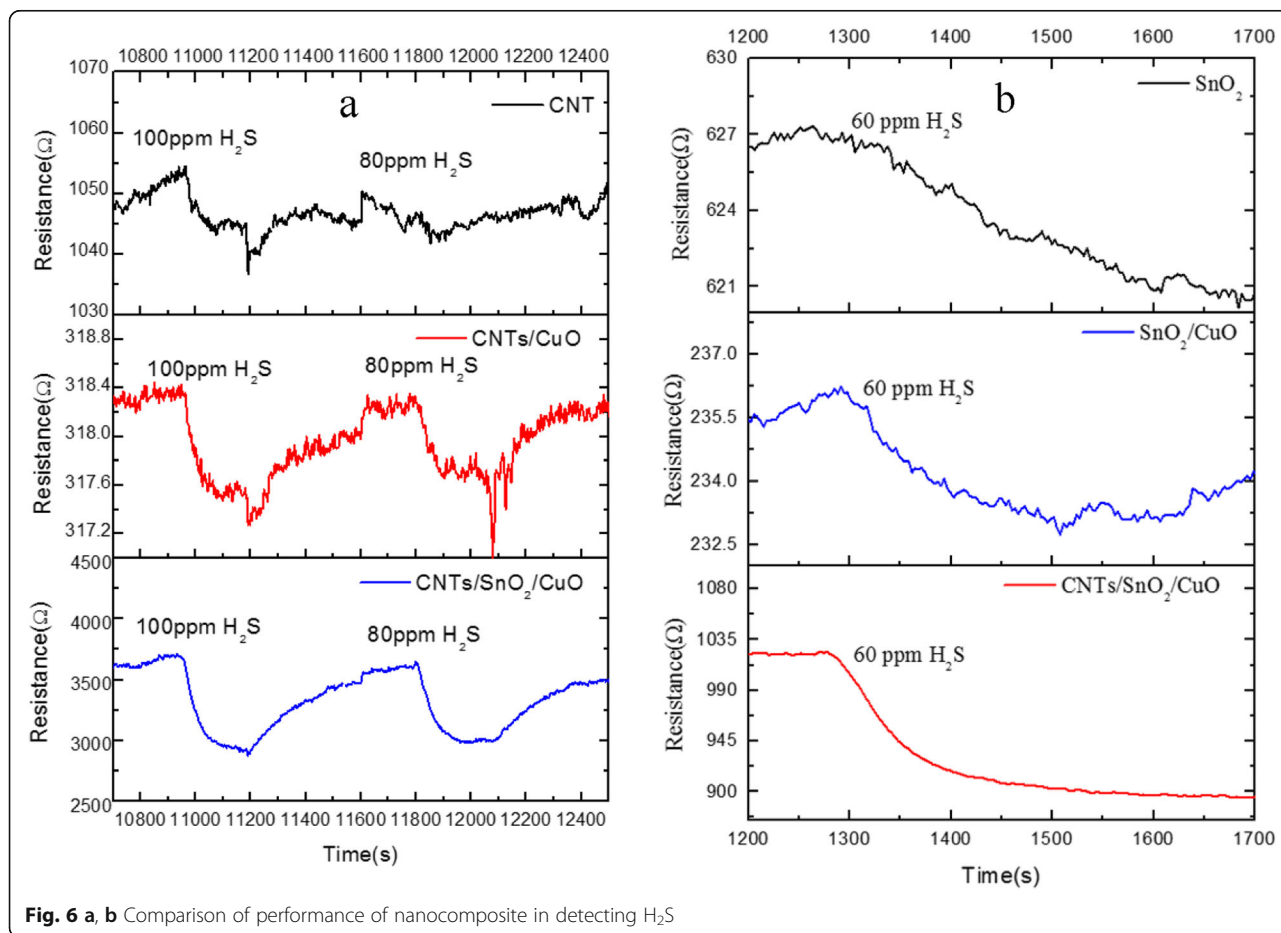 10800 11000 11200 11400 11600 11800 12000 12200 12400
a
CNT
100ppm H₂S
80ppm H₂S
1070
1060
1050
1040
1030
Resistance(Ω)
CNTs/CuO
100ppm H₂S
80ppm H₂S
318.8
318.4
318.0
317.6
317.2
Resistance(Ω)
CNTs/SnO₂/CuO
100ppm H₂S
80ppm H₂S
4500
4000
3500
3000
2500
Resistance(Ω)
10800 11000 11200 11400 11600 11800 12000 12200 12400
Time(s)
1200 1300 1400 1500 1600 1700
b
SnO₂
60 ppm H₂S
630
627
624
621
Resistance(Ω)
SnO₂/CuO
60 ppm H₂S
237.0
235.5
234.0
232.5
Resistance(Ω)
CNTs/SnO₂/CuO
60 ppm H₂S
1080
1035
990
945
900
Resistance(Ω)
1200 1300 1400 1500 1600 1700
Time(s)
Fig. 6 a, b Comparison of performance of nanocomposite in detecting H₂S